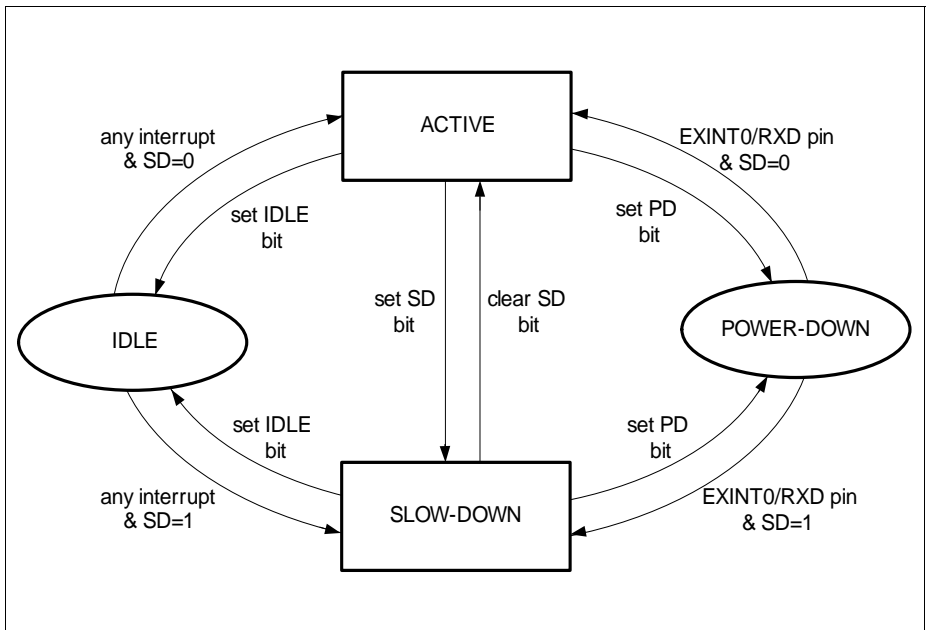 ACTIVE
any interrupt
& SD=0
EXINT0/RXD pin
& SD=0
set IDLE
bit
set PD
bit
set SD
bit
clear SD
bit
IDLE
POWER-DOWN
set IDLE
bit
set PD
bit
any interrupt
& SD=1
SLOW-DOWN
EXINT0/RXD pin
& SD=1